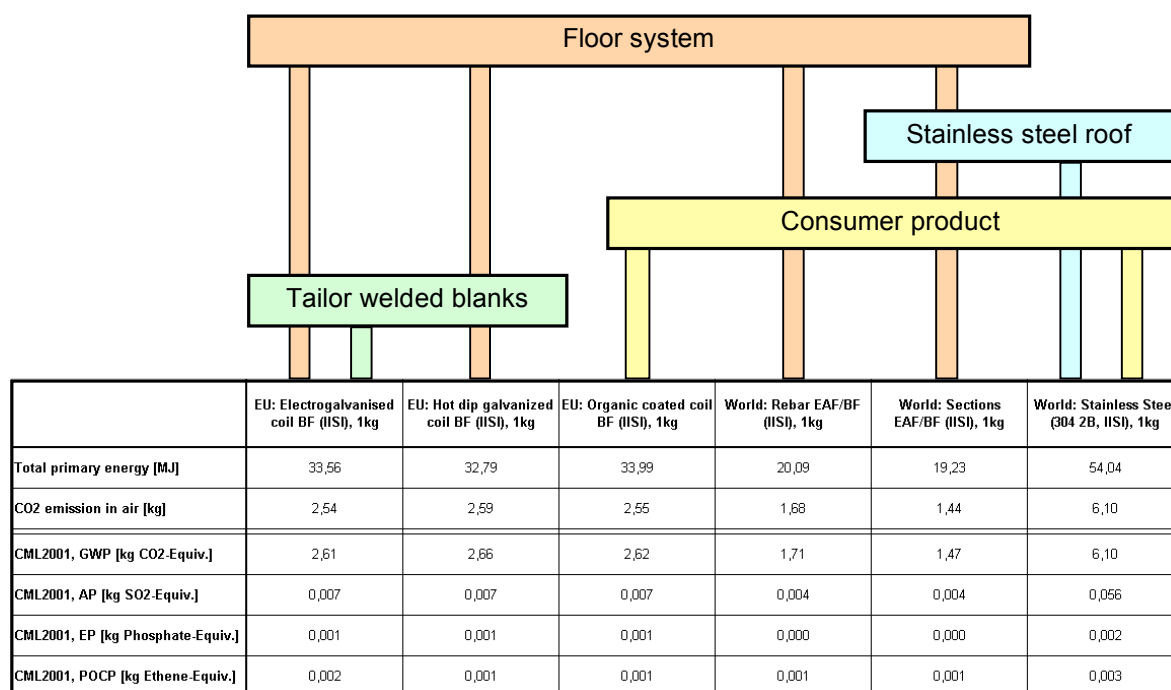 Floor system
Stainless steel roof
Consumer product
Tailor welded blanks
EU: Electrogalvanised coil BF (IISI), 1kg
EU: Hot dip galvanized coil BF (IISI), 1kg
EU: Organic coated coil BF (IISI), 1kg
World: Rebar EAF/BF (IISI), 1kg
World: Sections EAF/BF (IISI), 1kg
World: Stainless Stee (304 2B, IISI), 1kg
Total primary energy [MJ] 33,56 32,79 33,99 20,09 19,23 54,04
CO2 emission in air [kg] 2,54 2,59 2,55 1,68 1,44 6,10
CML2001, GWP [kg CO2-Equiv.] 2,61 2,66 2,62 1,71 1,47 6,10
CML2001, AP [kg SO2-Equiv.] 0,007 0,007 0,007 0,004 0,004 0,056
CML2001, EP [kg Phosphate-Equiv.] 0,001 0,001 0,001 0,000 0,000 0,002
CML2001, POCP [kg Ethene-Equiv.] 0,002 0,001 0,001 0,001 0,001 0,003